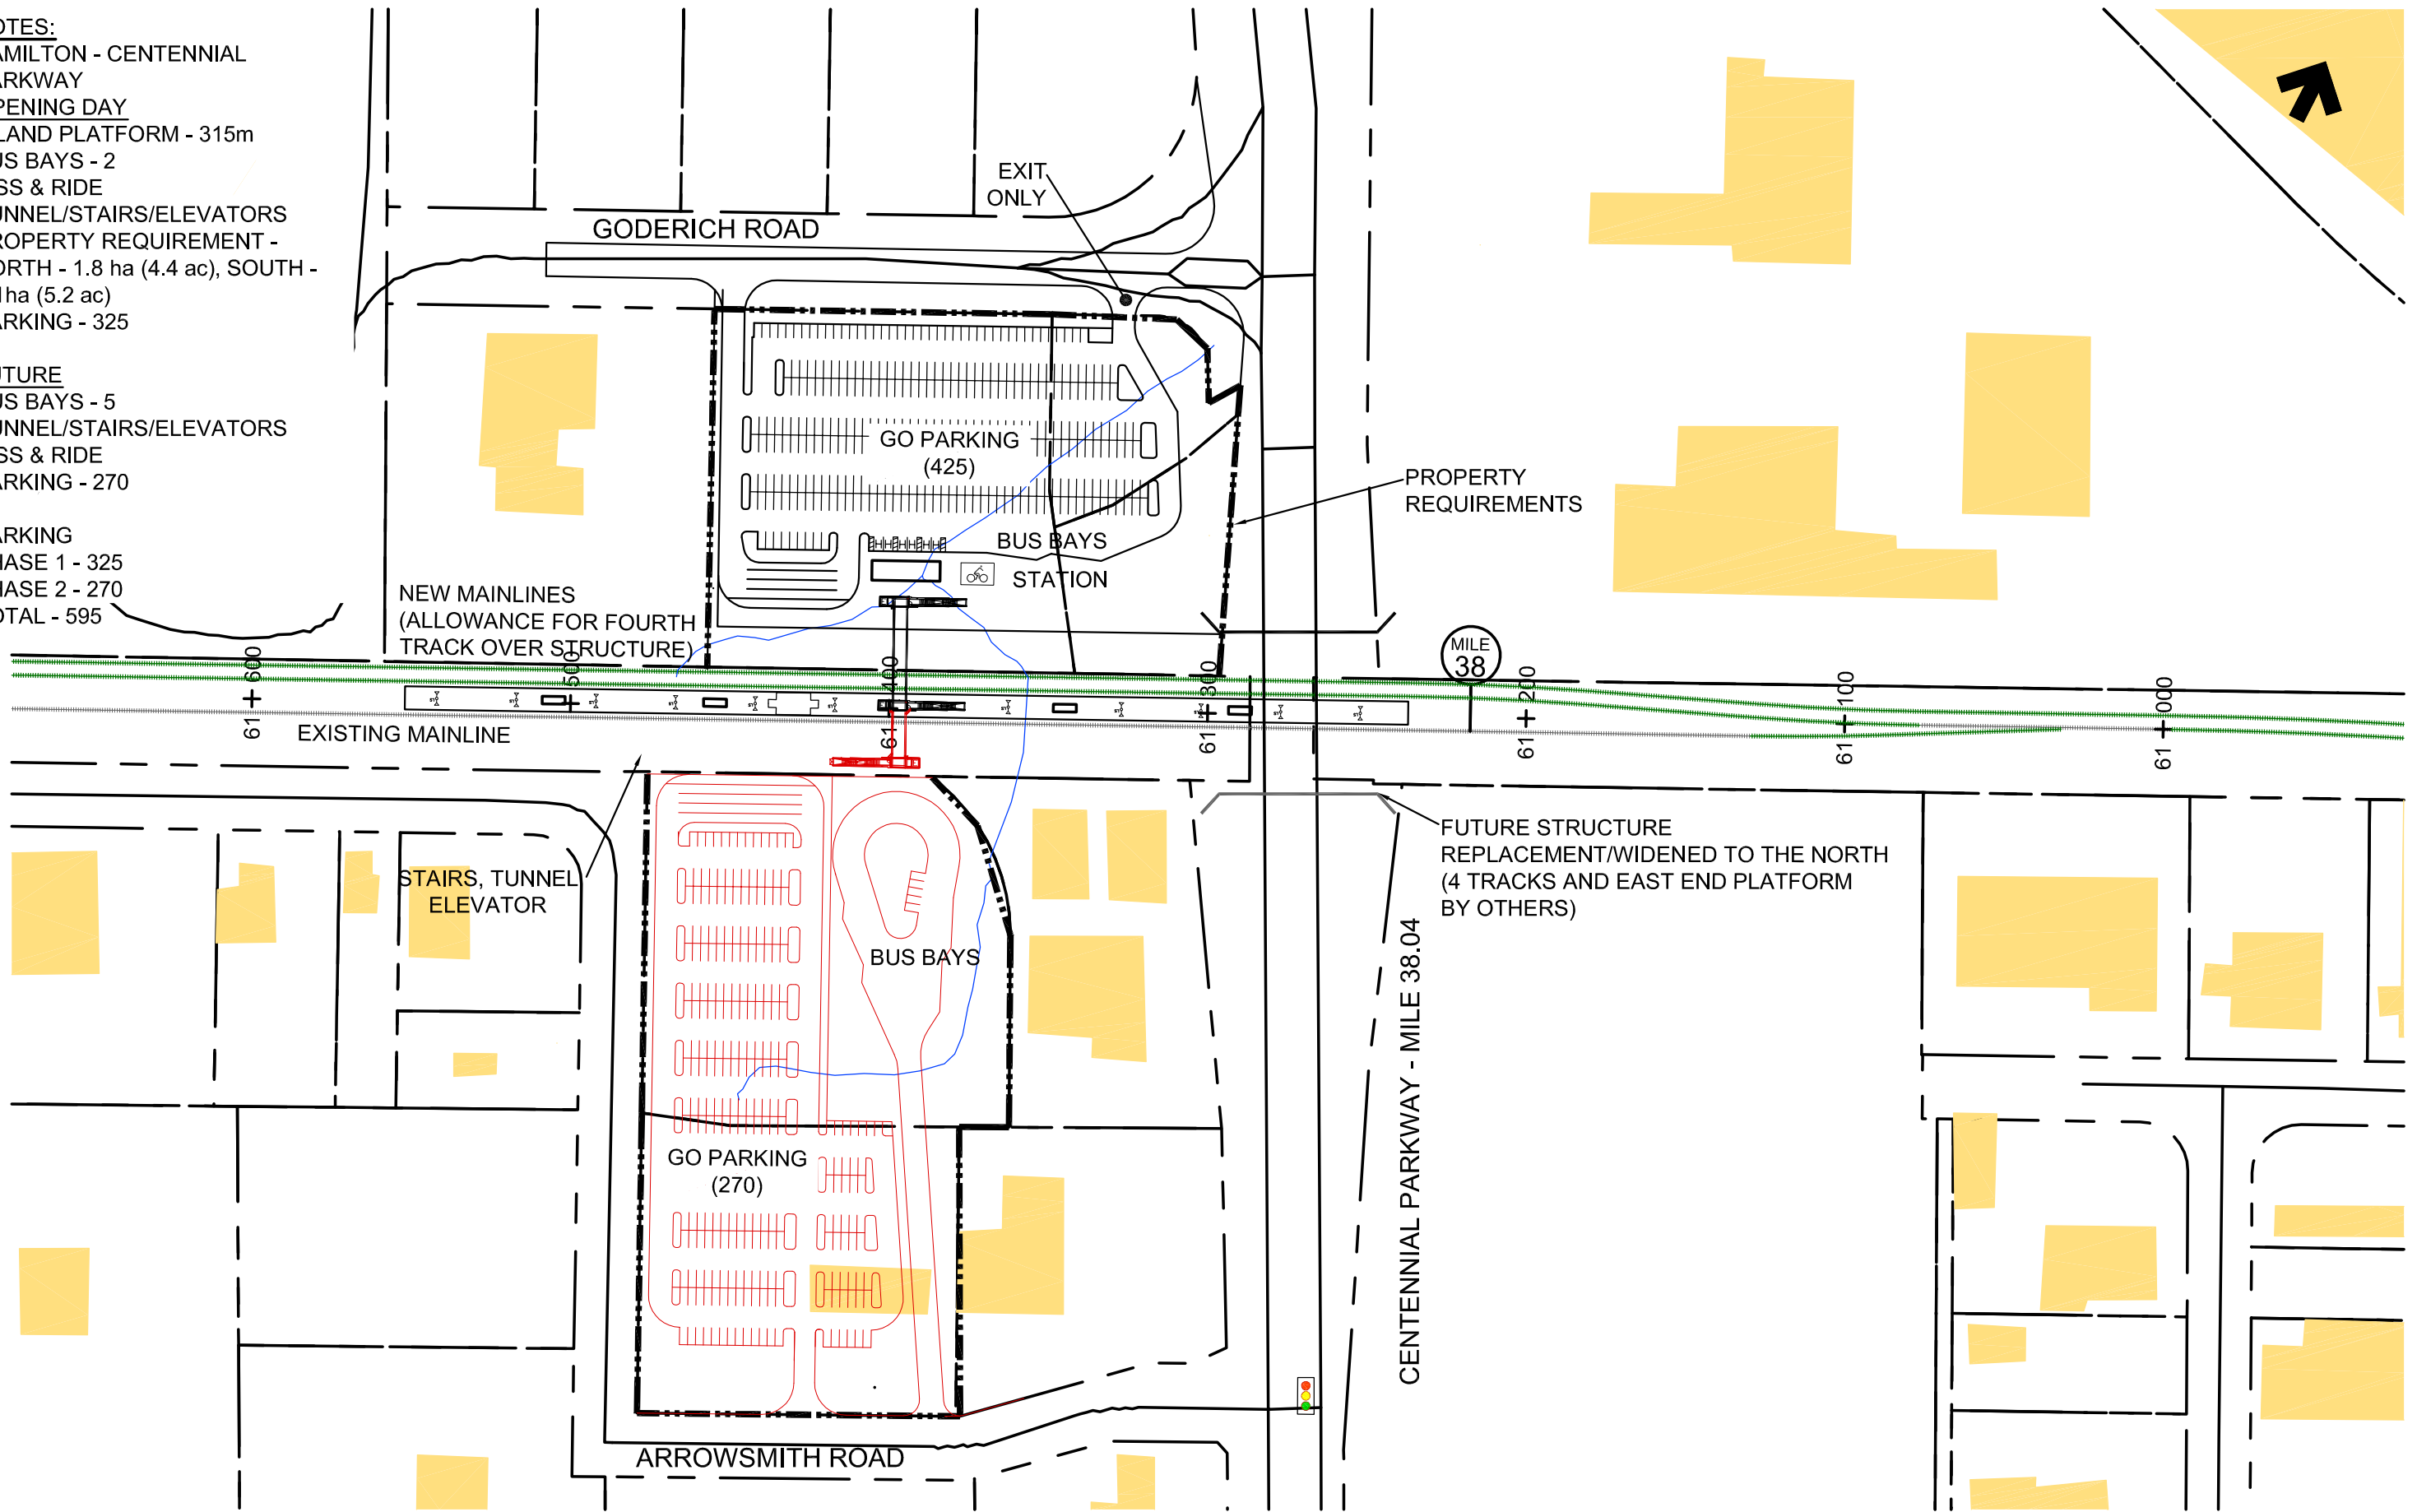 OTES:
AMILTON - CENTENNIAL
ARKWAY
PENING DAY
LAND PLATFORM - 315m
US BAYS - 2
SS & RIDE
UNNEL/STAIRS/ELEVATORS
ROPERTY REQUIREMENT -
ORTH - 1.8 ha (4.4 ac), SOUTH -
ha (5.2 ac)
ARKING - 325
UTURE
US BAYS - 5
UNNEL/STAIRS/ELEVATORS
SS & RIDE
ARKING - 270
ARKING
HASE 1 - 325
HASE 2 - 270
OTAL - 595
EXIT
ONLY
GODERICH ROAD
GO PARKING
(425)
PROPERTY
REQUIREMENTS
BUS BAYS
STATION
NEW MAINLINES
(ALLOWANCE FOR FOURTH
TRACK OVER STRUCTURE)
MILE
38
61+600
61+400
61+300
61+200
61+100
61+000
500
EXISTING MAINLINE
STAIRS, TUNNEL
ELEVATOR
FUTURE STRUCTURE
REPLACEMENT/WIDENED TO THE NORTH
(4 TRACKS AND EAST END PLATFORM
BY OTHERS)
BUS BAYS
CENTENNIAL PARKWAY - MILE 38.04
GO PARKING
(270)
ARROWSMITH ROAD